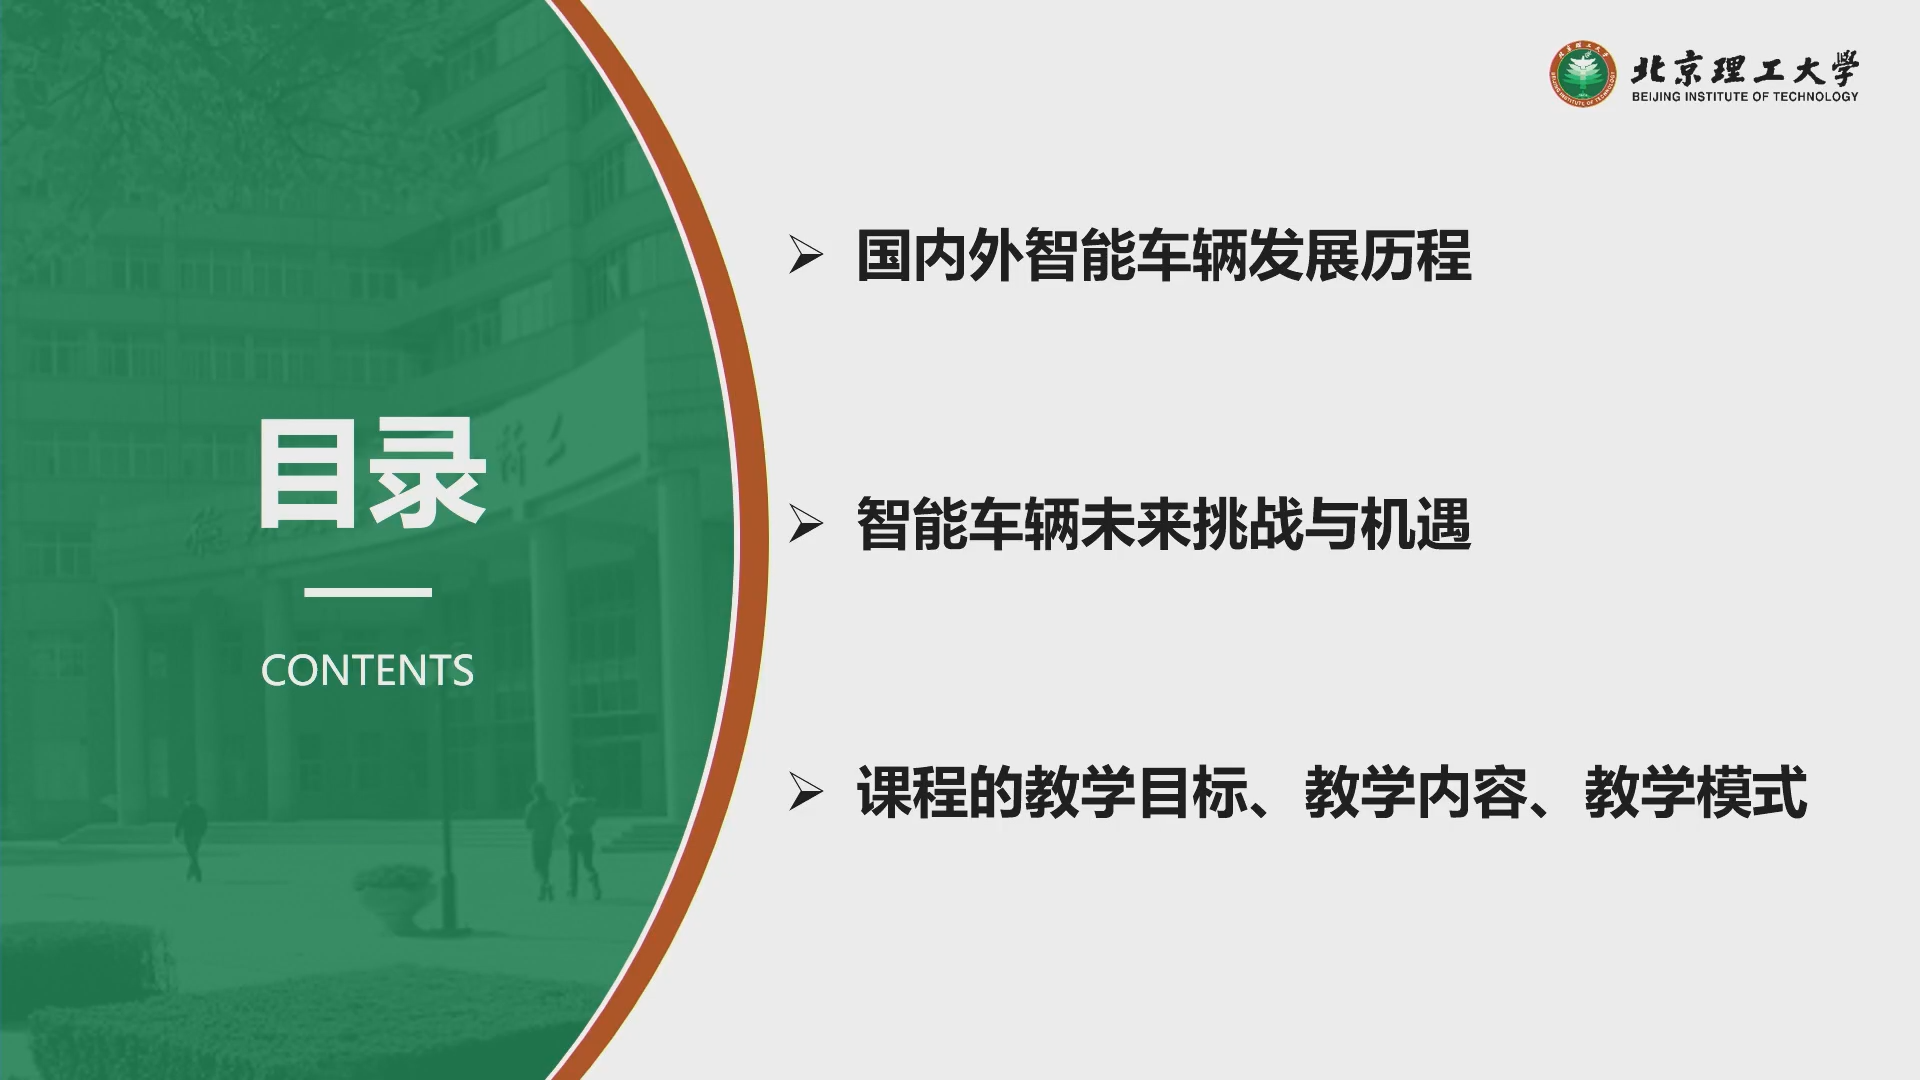 目录
CONTENTS
北京理工大学
BEIJING INSTITUTE OF TECHNOLOGY
国内外智能车辆发展历程
智能车辆未来挑战与机遇
课程的教学目标、教学内容、教学模式